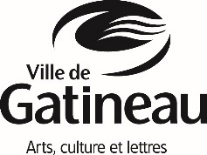 Ville de
Gatineau
Arts, culture et lettres